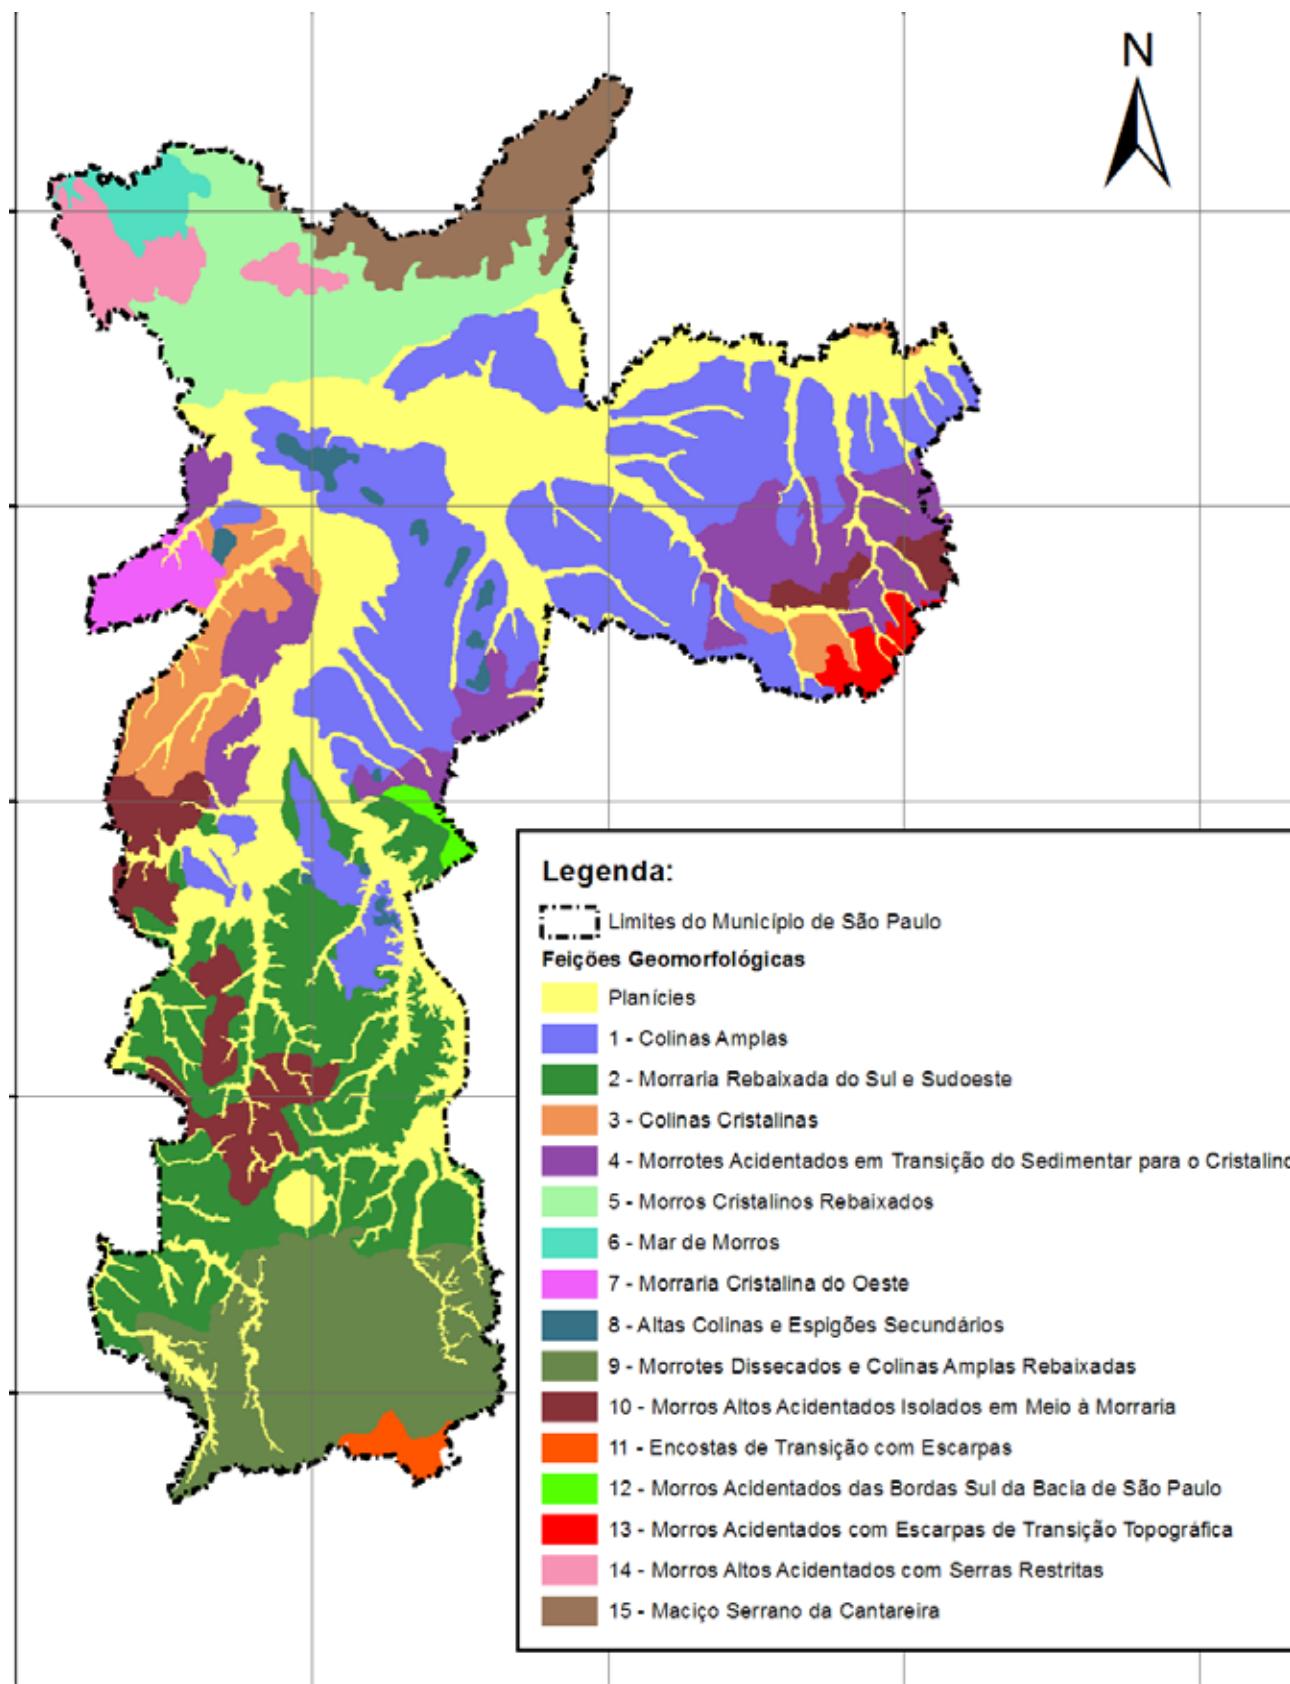 N
Legenda:
Limites do Município de São Paulo
Feições Geomorfológicas
Planícies
1 - Colinas Amplas
2 - Morraria Rebaixada do Sul e Sudoeste
3 - Colinas Cristalinas
4 - Morrotes Acidentados em Transição do Sedimentar para o Cristalino
5 - Morros Cristalinos Rebaixados
6 - Mar de Morros
7 - Morraria Cristalina do Oeste
8 - Altas Colinas e Espigões Secundários
9 - Morrotes Dissecados e Colinas Amplas Rebaixadas
10 - Morros Altos Acidentados Isolados em Meio à Morraria
11 - Encostas de Transição com Escarpas
12 - Morros Acidentados das Bordas Sul da Bacia de São Paulo
13 - Morros Acidentados com Escarpas de Transição Topográfica
14 - Morros Altos Acidentados com Serras Restritas
15 - Maciço Serrano da Cantareira